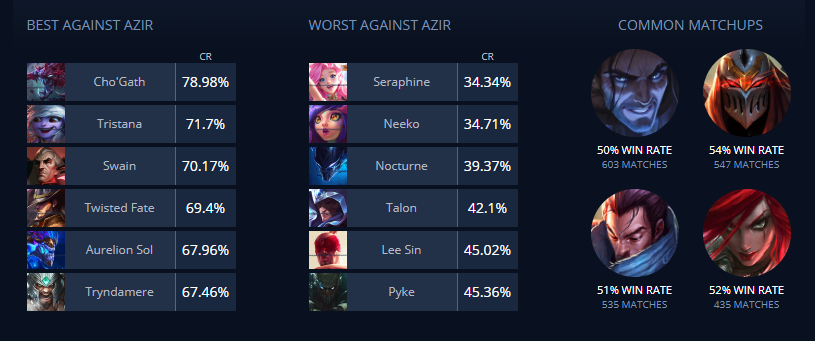 BEST AGAINST AZIR
CR
Cho'Gath 78.98%
Tristana 71.7%
Swain 70.17%
Twisted Fate 69.4%
Aurelion Sol 67.96%
Tryndamere 67.46%
WORST AGAINST AZIR
CR
Seraphine 34.34%
Neeko 34.71%
Nocturne 39.37%
Talon 42.1%
Lee Sin 45.02%
Pyke 45.36%
COMMON MATCHUPS
50% WIN RATE
603 MATCHES
54% WIN RATE
547 MATCHES
51% WIN RATE
535 MATCHES
52% WIN RATE
435 MATCHES